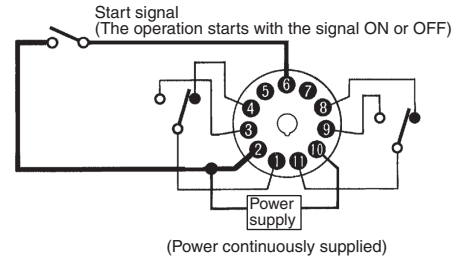 Start signal
(The operation starts with the signal ON or OFF)
6
5
7
4
8
3
9
2
10
1
11
Power
supply
(Power continuously supplied)